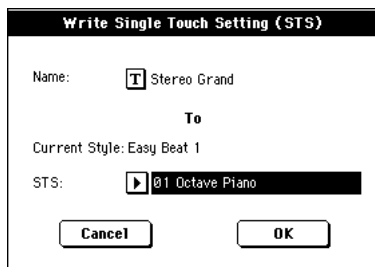 Write Single Touch Setting (STS)
Name: T Stereo Grand
To
Current Style: Easy Beat 1
STS: 01 Octave Piano
Cancel OK